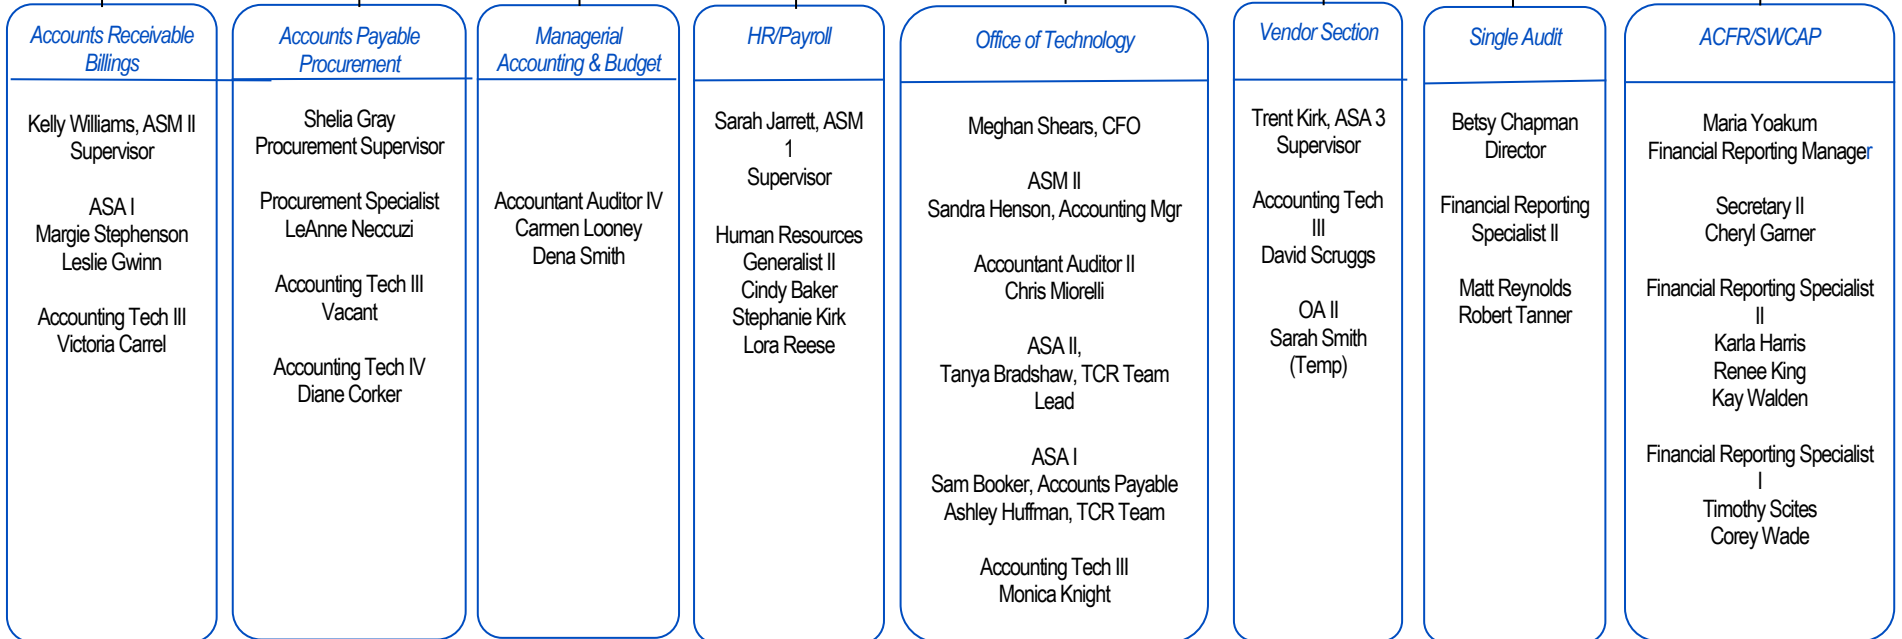 Accounts Receivable
Billings
Kelly Williams, ASM II
Supervisor
ASA I
Margie Stephenson
Leslie Gwinn
Accounting Tech III
Victoria Carrel
Accounts Payable
Procurement
Shelia Gray
Procurement Supervisor
Procurement Specialist
LeAnne Neccuzi
Accounting Tech III
Vacant
Accounting Tech IV
Diane Corker
Managerial
Accounting & Budget
Accountant Auditor IV
Carmen Looney
Dena Smith
HR/Payroll
Sarah Jarrett, ASM
1
Supervisor
Human Resources
Generalist II
Cindy Baker
Stephanie Kirk
Lora Reese
Office of Technology
Meghan Shears, CFO
ASM II
Sandra Henson, Accounting Mgr
Accountant Auditor II
Chris Miorelli
ASA II,
Tanya Bradshaw, TCR Team
Lead
ASA I
Sam Booker, Accounts Payable
Ashley Huffman, TCR Team
Accounting Tech III
Monica Knight
Vendor Section
Trent Kirk, ASA 3
Supervisor
Accounting Tech
III
David Scruggs
OA II
Sarah Smith
(Temp)
Single Audit
Betsy Chapman
Director
Financial Reporting
Specialist II
Matt Reynolds
Robert Tanner
ACFR/SWCAP
Maria Yoakum
Financial Reporting Manager
Secretary II
Cheryl Garner
Financial Reporting Specialist
II
Karla Harris
Renee King
Kay Walden
Financial Reporting Specialist
I
Timothy Scites
Corey Wade